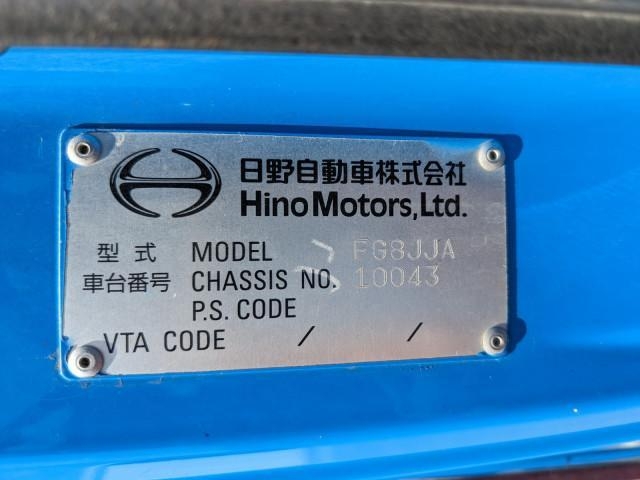 日野自動車株式会社
Hino Motors, Ltd.
型式 MODEL FG8JJA
車台番号 CHASSIS NO. 10043
P.S. CODE
VTA CODE / /